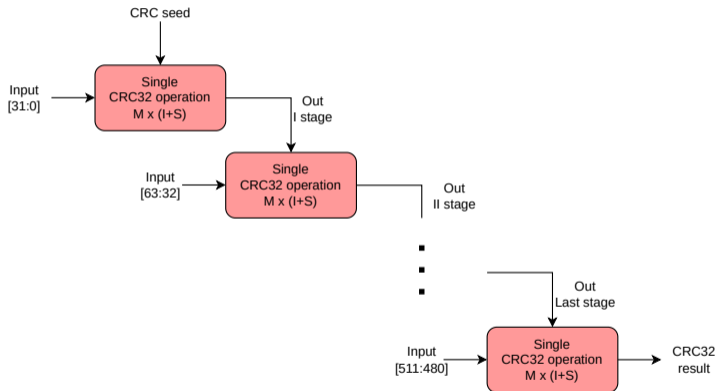 CRC seed
Input
[31:0]
Single
CRC32 operation
M x (I+S)
Out
I stage
Input
[63:32]
Single
CRC32 operation
M x (I+S)
Out
II stage
Out
Last stage
Input
[511:480]
Single
CRC32 operation
M x (I+S)
CRC32
result